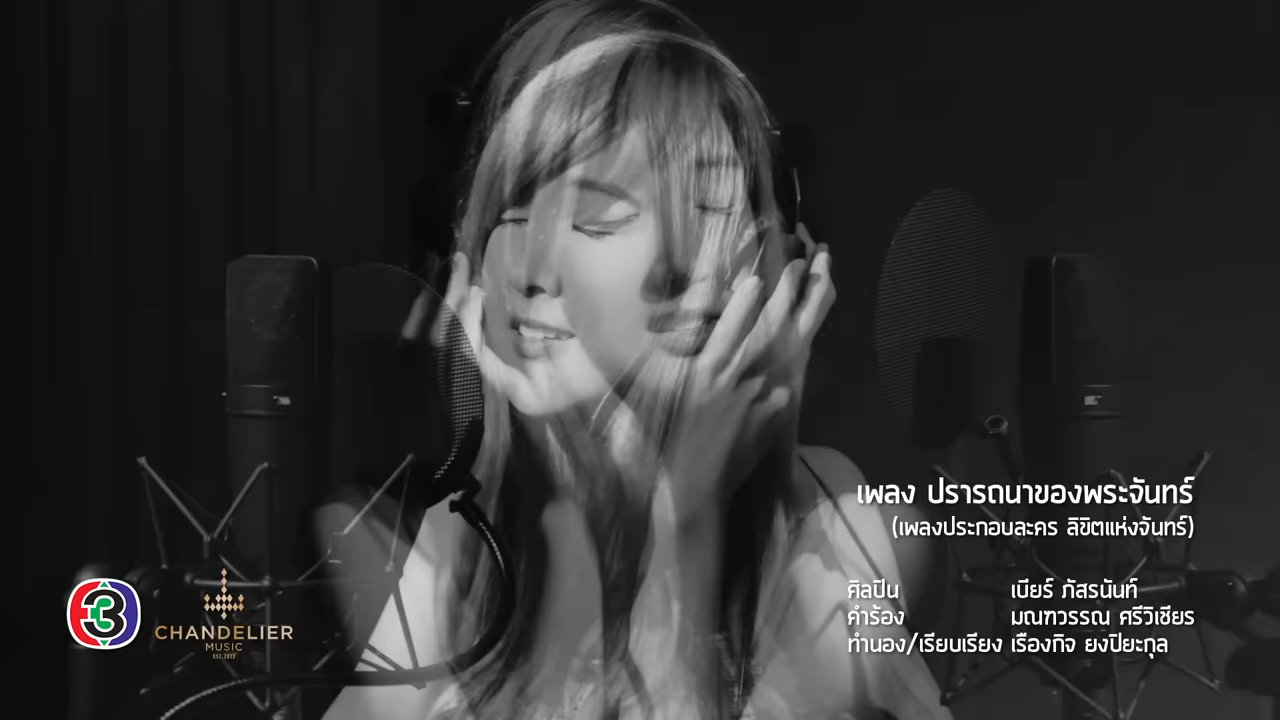 เพลง ปรารถนาของพระจันทร์
(เพลงประกอบละคร ลิขิตแห่งจันทร์)
ศิลปิน เบียร์ ภัสรนันท์
คำร้อง มณฑวรรณ ศรีวิเชียร
ทำนอง/เรียบเรียง เรืองกิจ ยงปิยะกุล
3
CHANDELIER
MUSIC
EST.2015